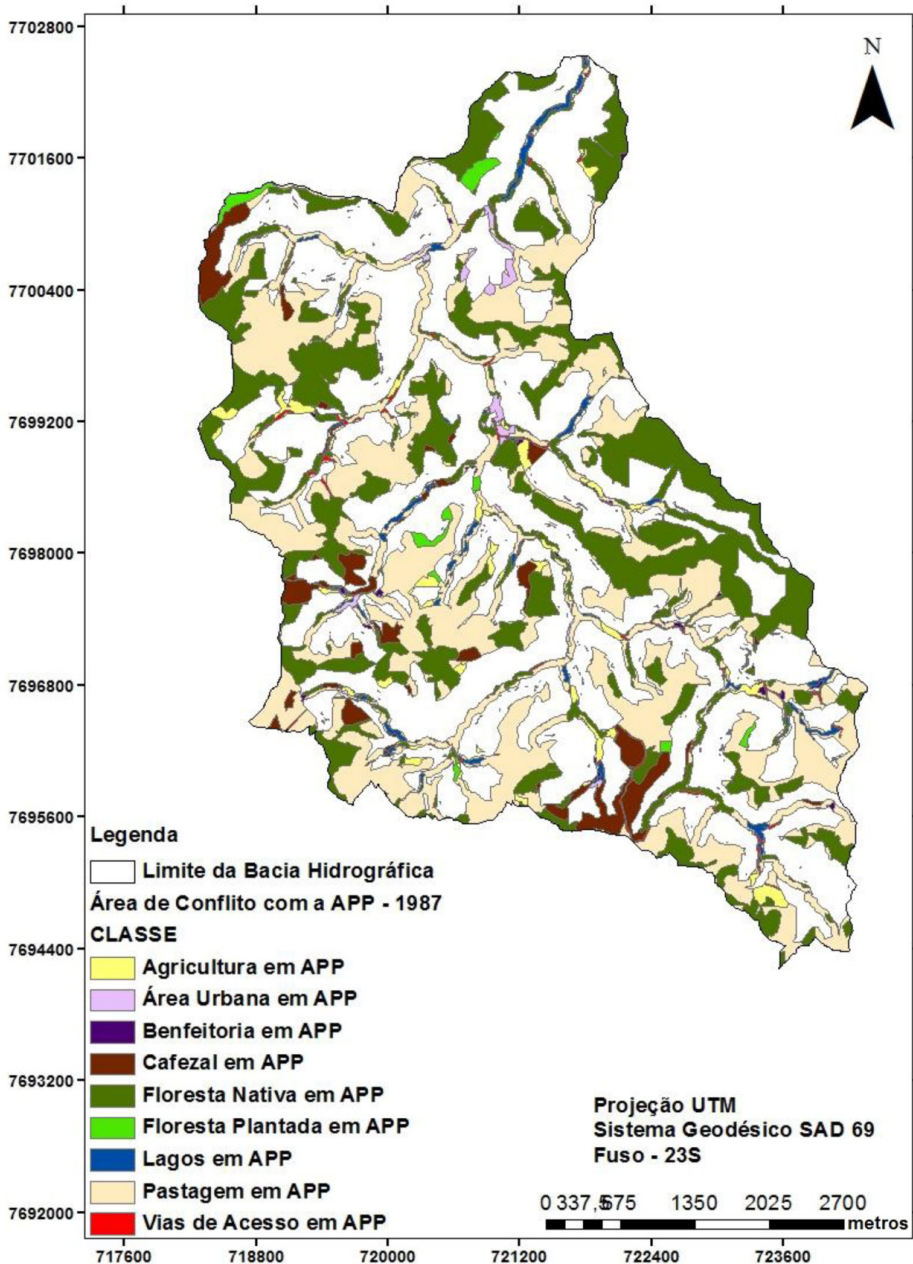 7702800
N
7701600
7700400
7699200
7698000
7696800
7695600
Legenda
Limite da Bacia Hidrográfica
Área de Conflito com a APP - 1987
CLASSE
7694400
Agricultura em APP
Área Urbana em APP
Benfeitoria em APP
Cafezal em APP
7693200
Floresta Nativa em APP
Floresta Plantada em APP
Lagos em APP
Pastagem em APP
7692000
Vias de Acesso em APP
Projeção UTM
Sistema Geodésico SAD 69
Fuso - 23S
0 337,5 675 1350 2025 2700
metros
717600 718800 720000 721200 722400 723600